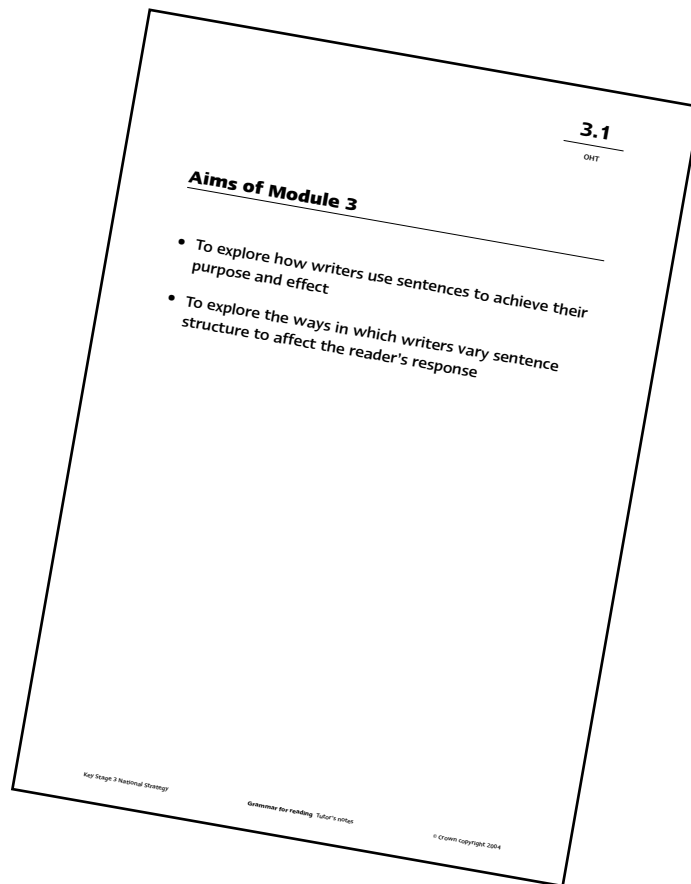 3.1
OHT
Aims of Module 3
• To explore how writers use sentences to achieve their
purpose and effect
• To explore the ways in which writers vary sentence
structure to affect the reader's response
Key Stage 3 National Strategy
Grammar for reading Tutor's notes
© Crown copyright 2004